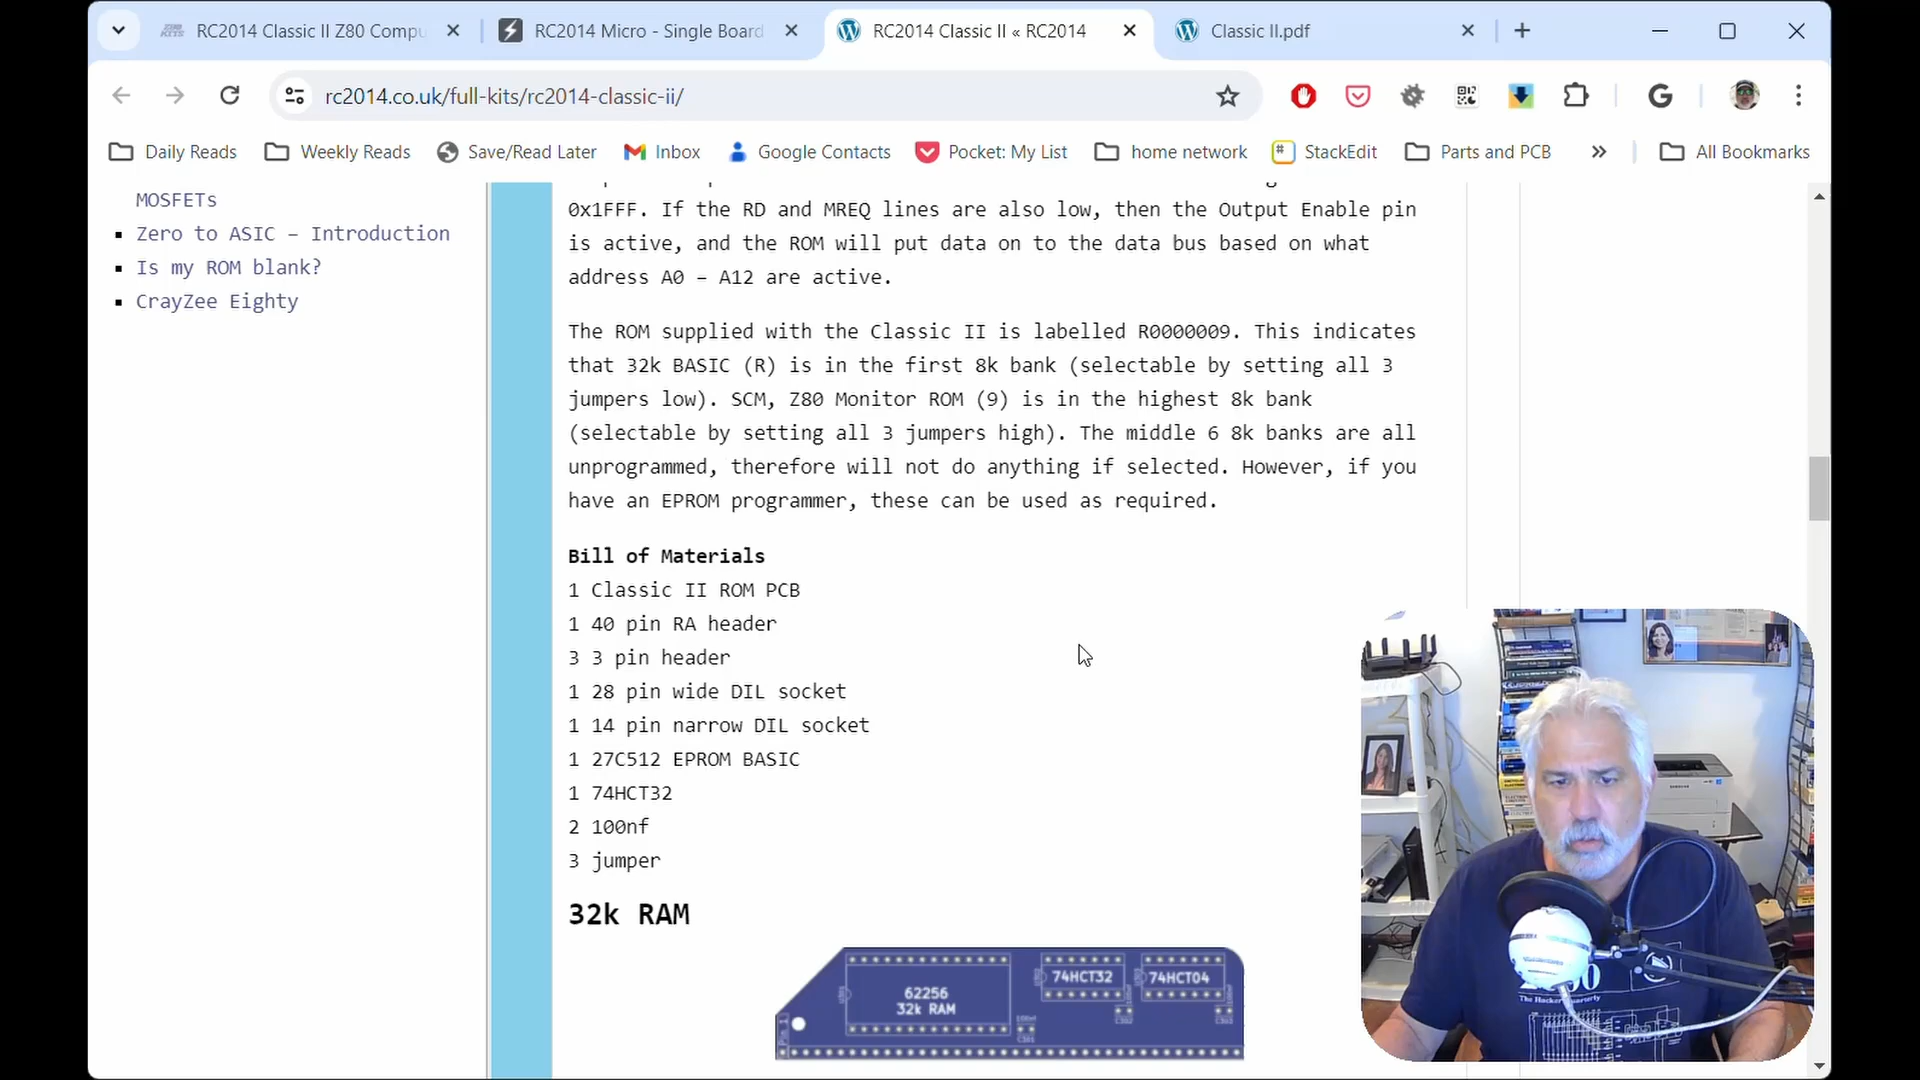 RC2014 Classic II Z80 Compu
RC2014 Micro - Single Board
RC2014 Classic II « RC2014
Classic II.pdf
rc2014.co.uk/full-kits/rc2014-classic-ii/
Daily Reads
Weekly Reads
Save/Read Later
Inbox
Google Contacts
Pocket: My List
home network
StackEdit
Parts and PCB
»
All Bookmarks
MOSFETs
Zero to ASIC – Introduction
Is my ROM blank?
CrayZee Eighty
0x1FFF. If the RD and MREQ lines are also low, then the Output Enable pin
is active, and the ROM will put data on to the data bus based on what
address A0 – A12 are active.
The ROM supplied with the Classic II is labelled R0000009. This indicates
that 32k BASIC (R) is in the first 8k bank (selectable by setting all 3
jumpers low). SCM, Z80 Monitor ROM (9) is in the highest 8k bank
(selectable by setting all 3 jumpers high). The middle 6 8k banks are all
unprogrammed, therefore will not do anything if selected. However, if you
have an EPROM programmer, these can be used as required.
Bill of Materials
1 Classic II ROM PCB
1 40 pin RA header
3 3 pin header
1 28 pin wide DIL socket
1 14 pin narrow DIL socket
1 27C512 EPROM BASIC
1 74HCT32
2 100nf
3 jumper
32k RAM
62256
32k RAM
74HCT32
74HCT04
The Hacker Quarterly